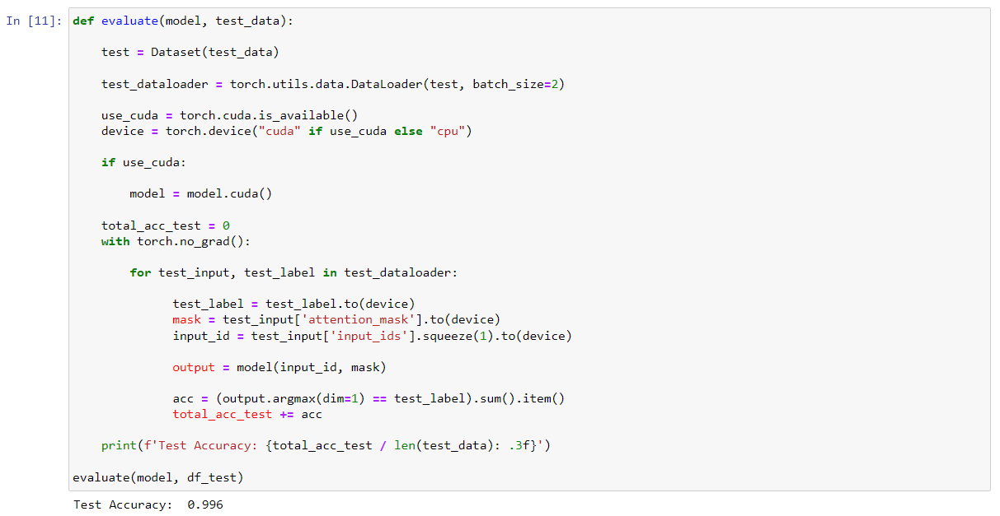 In [11]: def evaluate(model, test_data):
test = Dataset(test_data)
test_dataloader = torch.utils.data.DataLoader(test, batch_size=2)
use_cuda = torch.cuda.is_available()
device = torch.device("cuda" if use_cuda else "cpu")
if use_cuda:
model = model.cuda()
total_acc_test = 0
with torch.no_grad():
for test_input, test_label in test_dataloader:
test_label = test_label.to(device)
mask = test_input['attention_mask'].to(device)
input_id = test_input['input_ids'].squeeze(1).to(device)
output = model(input_id, mask)
acc = (output.argmax(dim=1) == test_label).sum().item()
total_acc_test += acc
print(f'Test Accuracy: {total_acc_test / len(test_data): .3f}')
evaluate(model, df_test)
Test Accuracy:  0.996